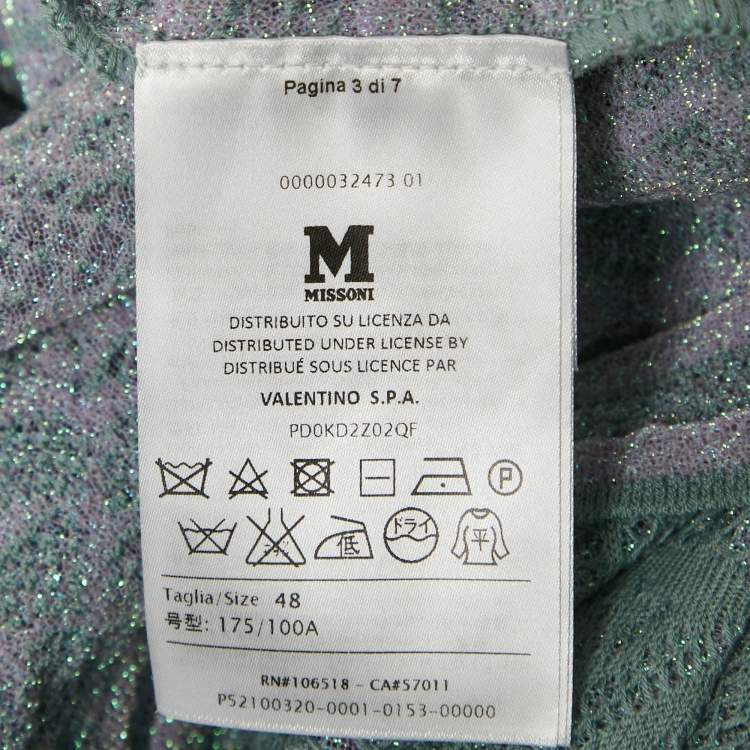 Pagina 3 di 7
0000032473 01
M
MISSONI
DISTRIBUITO SU LICENZA DA
DISTRIBUTED UNDER LICENSE BY
DISTRIBUÉ SOUS LICENCE PAR
VALENTINO S.P.A.
PD0KD2Z02QF
P
低 ドライ 平
Taglia/Size 48
号型: 175/100A
RN#106518 - CA#57011
P52100320-0001-0153-00000